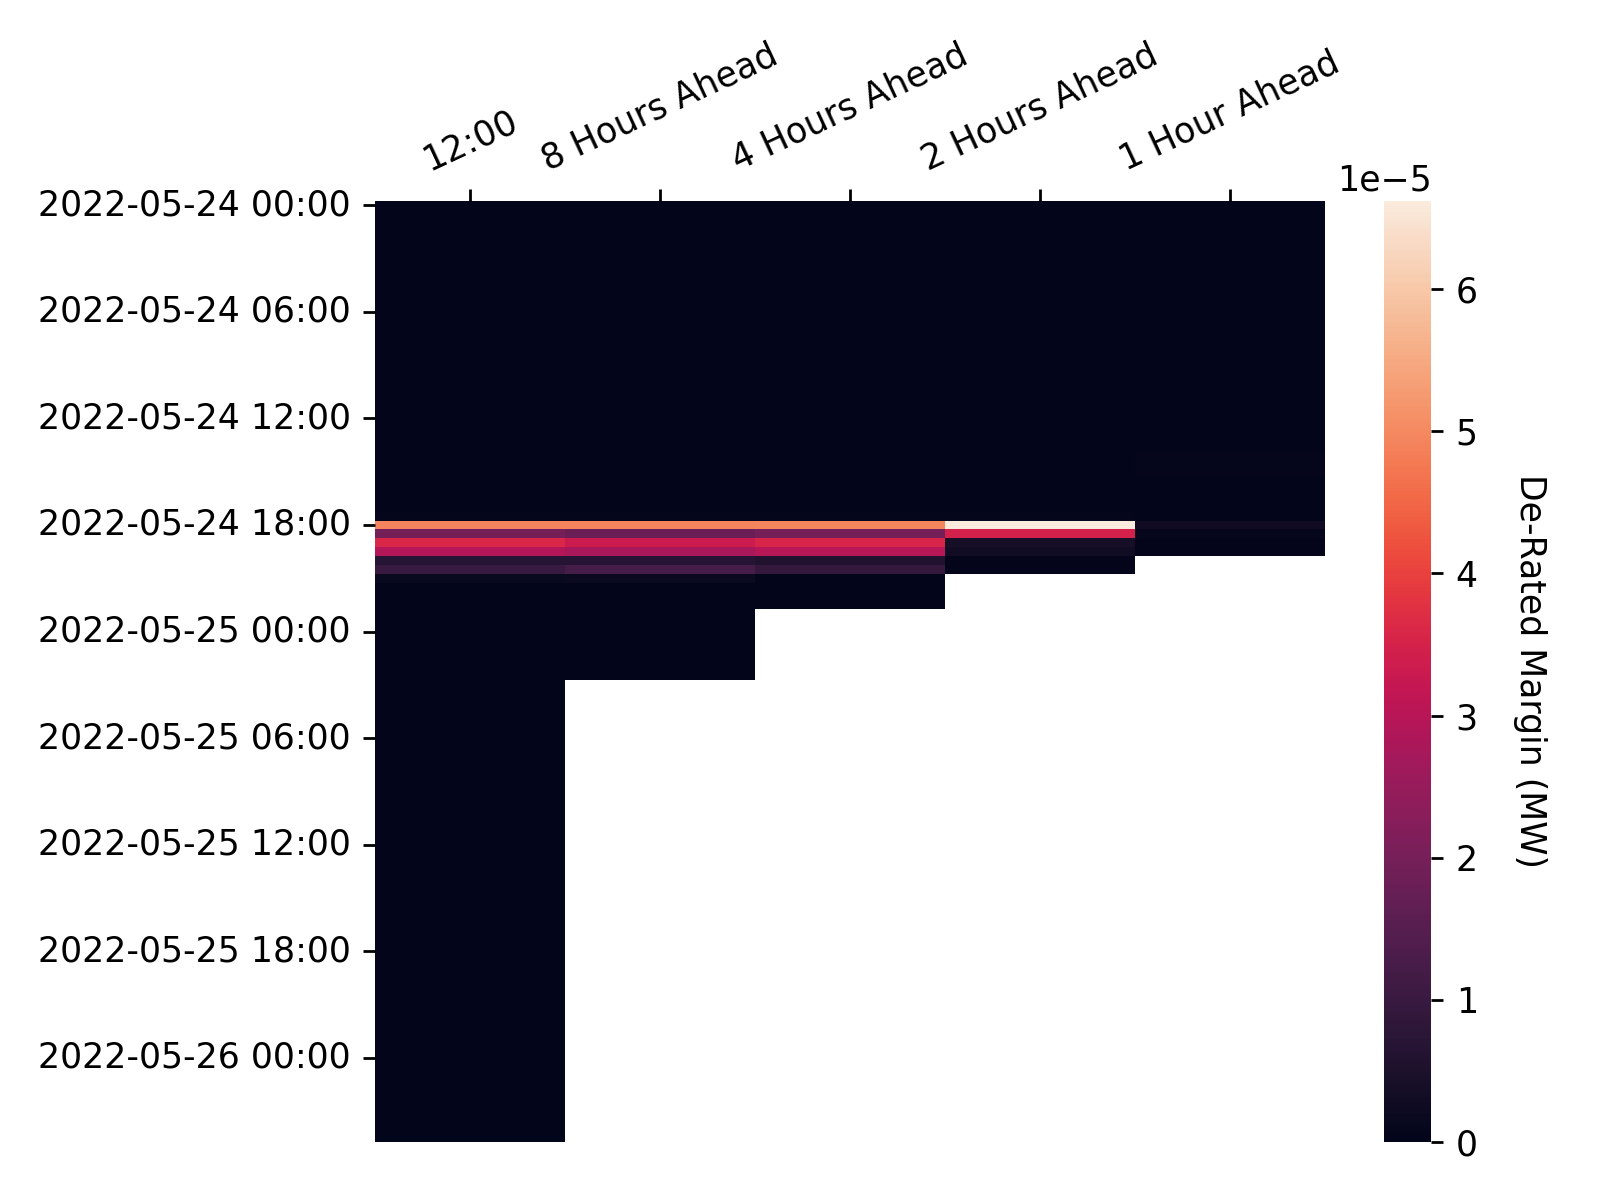 12:00
8 Hours Ahead
4 Hours Ahead
2 Hours Ahead
1 Hour Ahead
1e−5
2022-05-24 00:00
2022-05-24 06:00
2022-05-24 12:00
2022-05-24 18:00
2022-05-25 00:00
2022-05-25 06:00
2022-05-25 12:00
2022-05-25 18:00
2022-05-26 00:00
6
5
4
3
2
1
0
De-Rated Margin (MW)